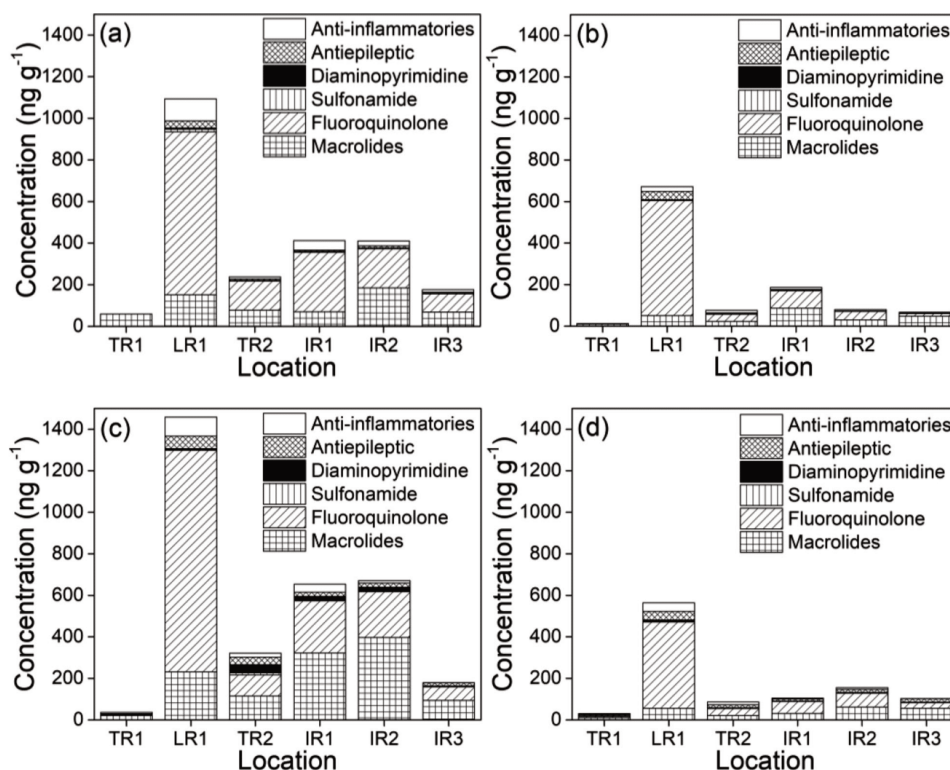 (a)
Anti-inflammatories
Antiepileptic
Diaminopyrimidine
Sulfonamide
Fluoroquinolone
Macrolides
Concentration (ng g⁻¹)
1400
1200
1000
800
600
400
200
0
TR1 LR1 TR2 IR1 IR2 IR3
Location
(b)
Anti-inflammatories
Antiepileptic
Diaminopyrimidine
Sulfonamide
Fluoroquinolone
Macrolides
Concentration (ng g⁻¹)
1400
1200
1000
800
600
400
200
0
TR1 LR1 TR2 IR1 IR2 IR3
Location
(c)
Anti-inflammatories
Antiepileptic
Diaminopyrimidine
Sulfonamide
Fluoroquinolone
Macrolides
Concentration (ng g⁻¹)
1400
1200
1000
800
600
400
200
0
TR1 LR1 TR2 IR1 IR2 IR3
Location
(d)
Anti-inflammatories
Antiepileptic
Diaminopyrimidine
Sulfonamide
Fluoroquinolone
Macrolides
Concentration (ng g⁻¹)
1400
1200
1000
800
600
400
200
0
TR1 LR1 TR2 IR1 IR2 IR3
Location